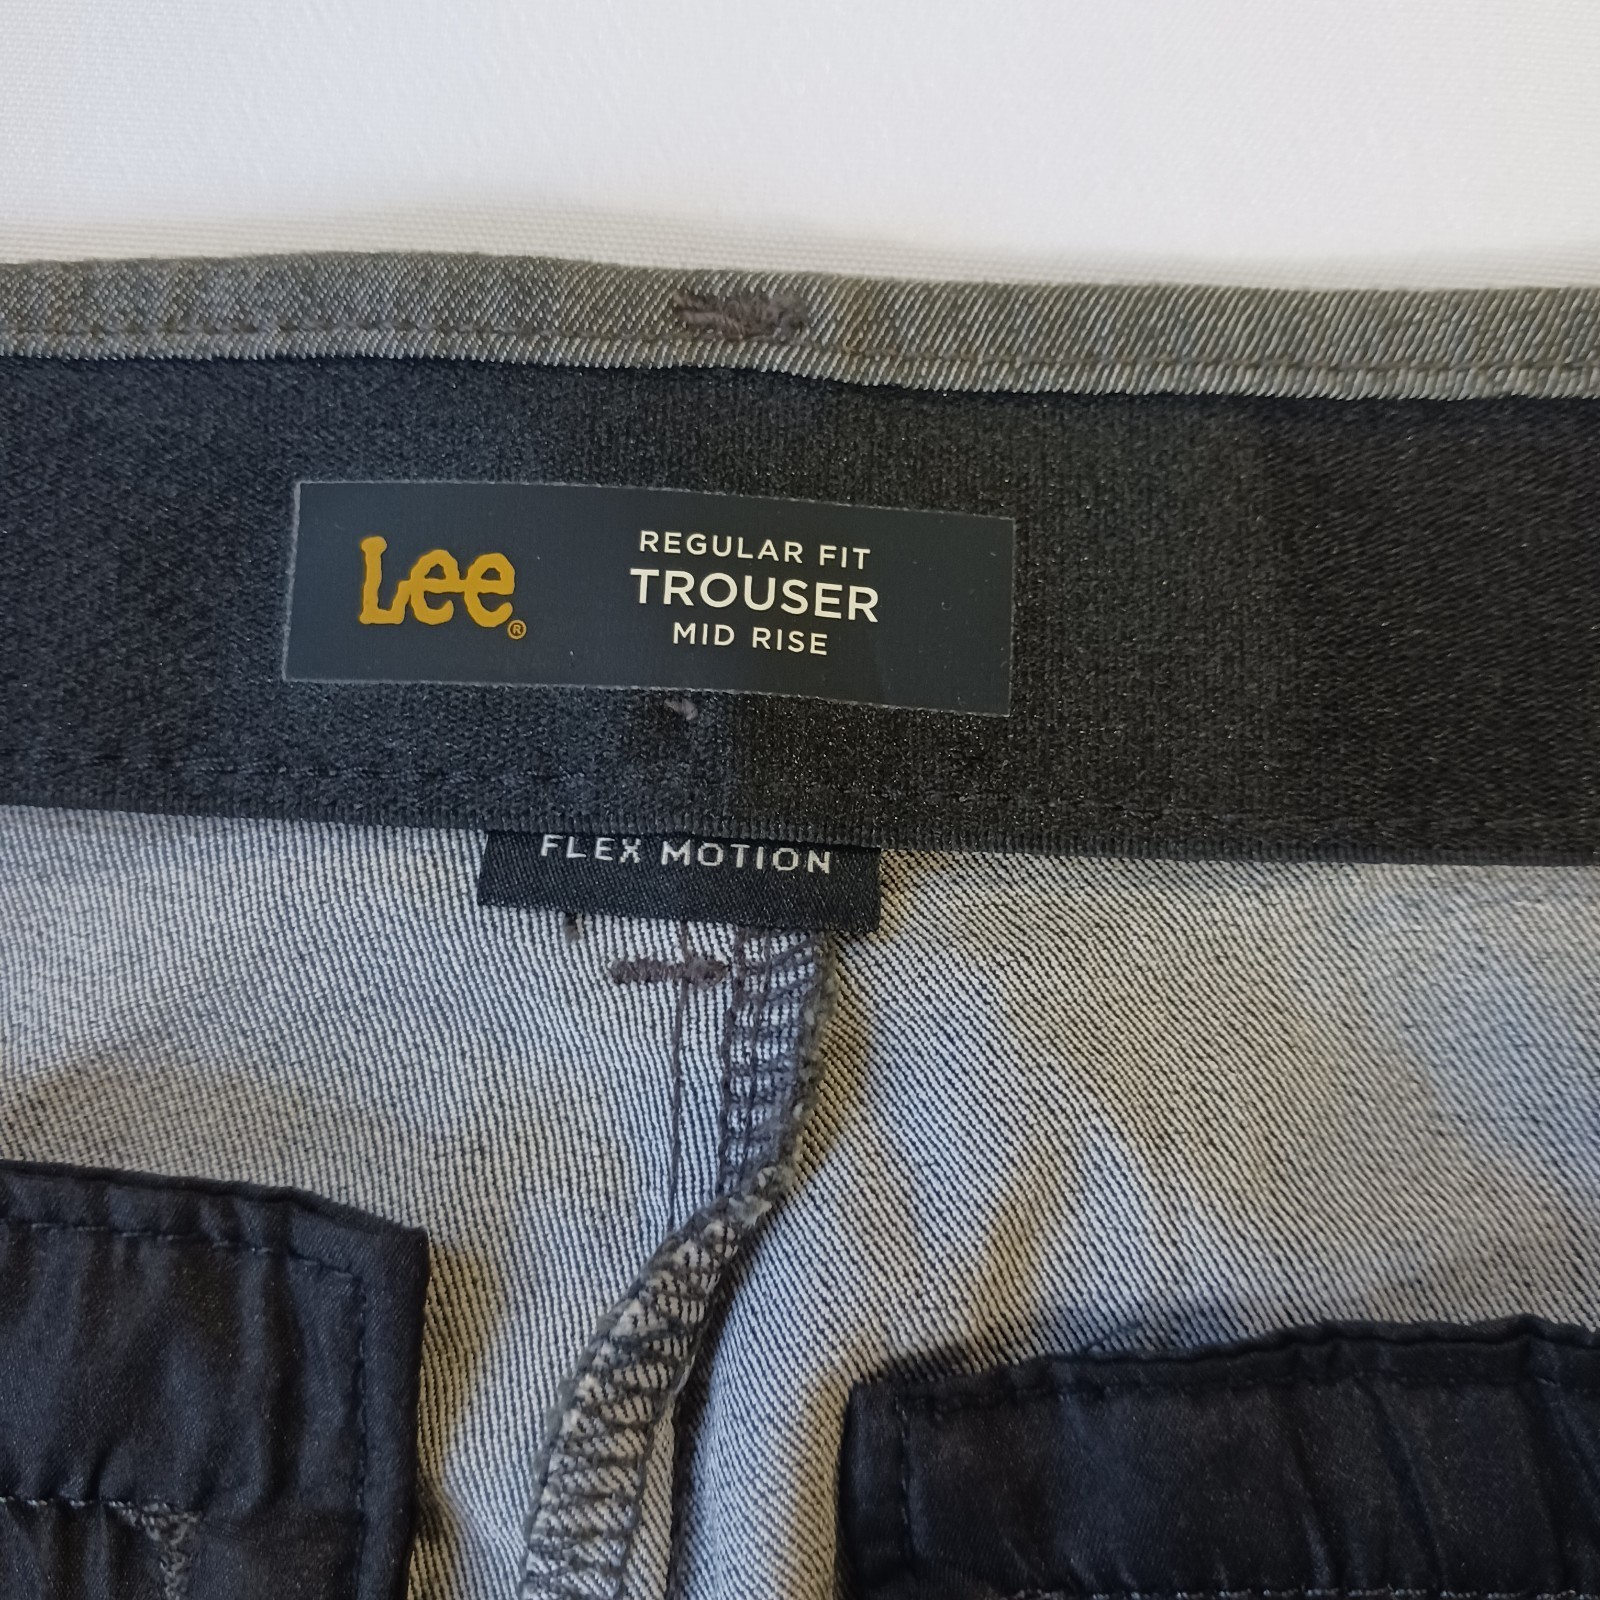 Lee®
REGULAR FIT
TROUSER
MID RISE
FLEX MOTION